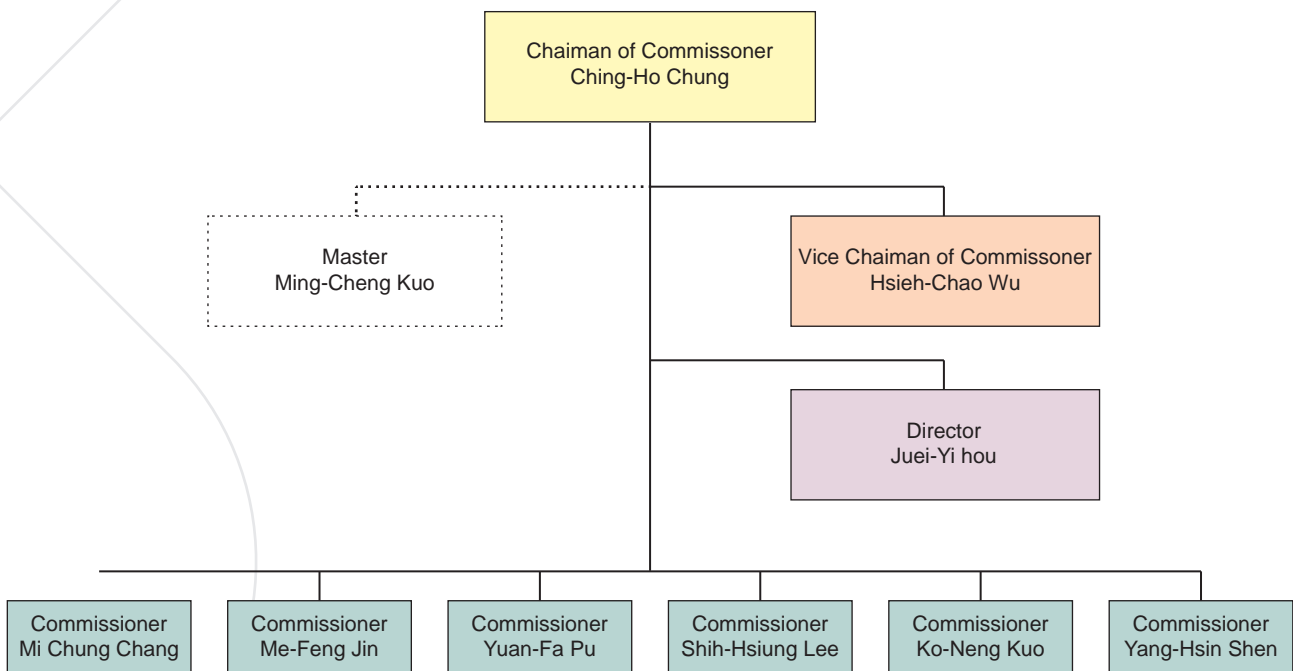 Chaiman of Commissoner
Ching-Ho Chung
Master
Ming-Cheng Kuo
Vice Chaiman of Commissoner
Hsieh-Chao Wu
Director
Juei-Yi hou
Commissioner
Mi Chung Chang
Commissioner
Me-Feng Jin
Commissioner
Yuan-Fa Pu
Commissioner
Shih-Hsiung Lee
Commissioner
Ko-Neng Kuo
Commissioner
Yang-Hsin Shen